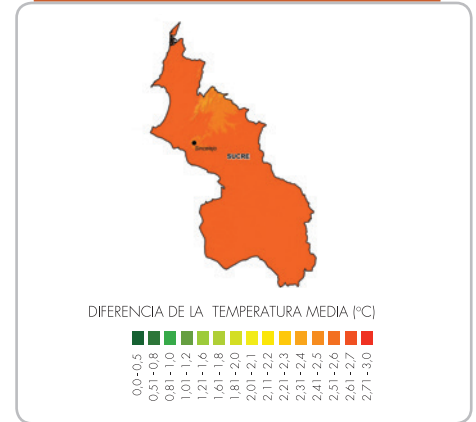 Sincelejo
SUCRE
DIFERENCIA DE LA TEMPERATURA MEDIA (ºC)
0,0 - 0,5
0,51 - 0,8
0,81 - 1,0
1,01 - 1,2
1,21 - 1,6
1,61 - 1,8
1,81 - 2,0
2,01 - 2,1
2,11 - 2,2
2,21 - 2,3
2,31 - 2,4
2,41 - 2,5
2,51 - 2,6
2,61 - 2,7
2,71 - 3,0